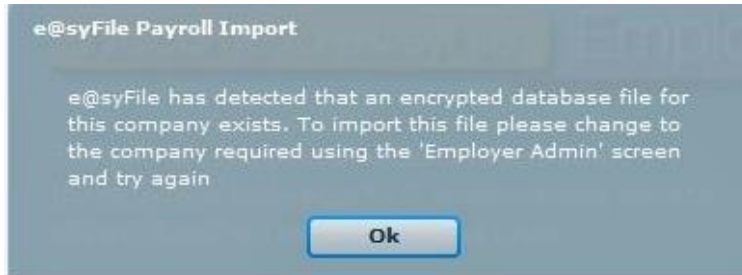 e@syFile Payroll Import
Emplo
e@syFile has detected that an encrypted database file for
this company exists. To import this file please change to
the company required using the 'Employer Admin' screen
and try again
Ok